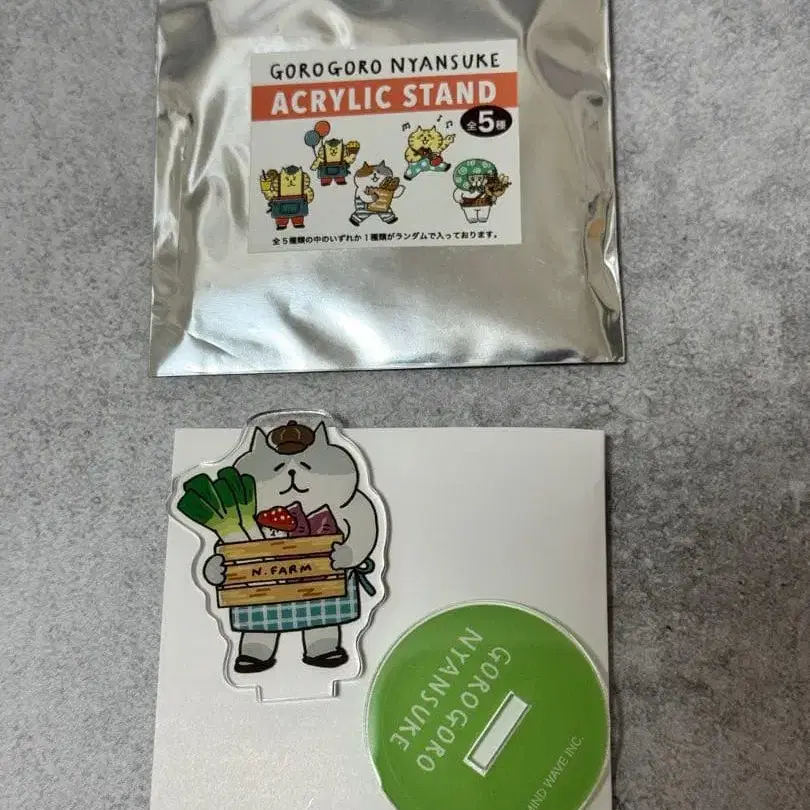 GOROGORO NYANSUKE
ACRYLIC STAND
全5種
全5種類の中のいずれか1種類がランダムで入っております。
N.FARM
GOROGORO
NYANSUKE
WAVE INC.